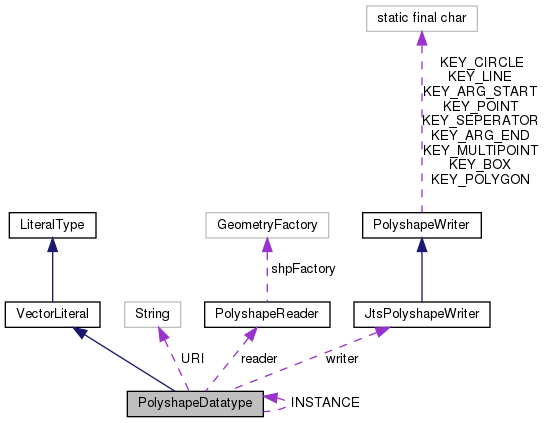 static final char
KEY_CIRCLE
KEY_LINE
KEY_ARG_START
KEY_POINT
KEY_SEPERATOR
KEY_ARG_END
KEY_MULTIPOINT
KEY_BOX
KEY_POLYGON
LiteralType
GeometryFactory
PolyshapeWriter
shpFactory
VectorLiteral
String
PolyshapeReader
JtsPolyshapeWriter
URI
reader
writer
PolyshapeDatatype
INSTANCE